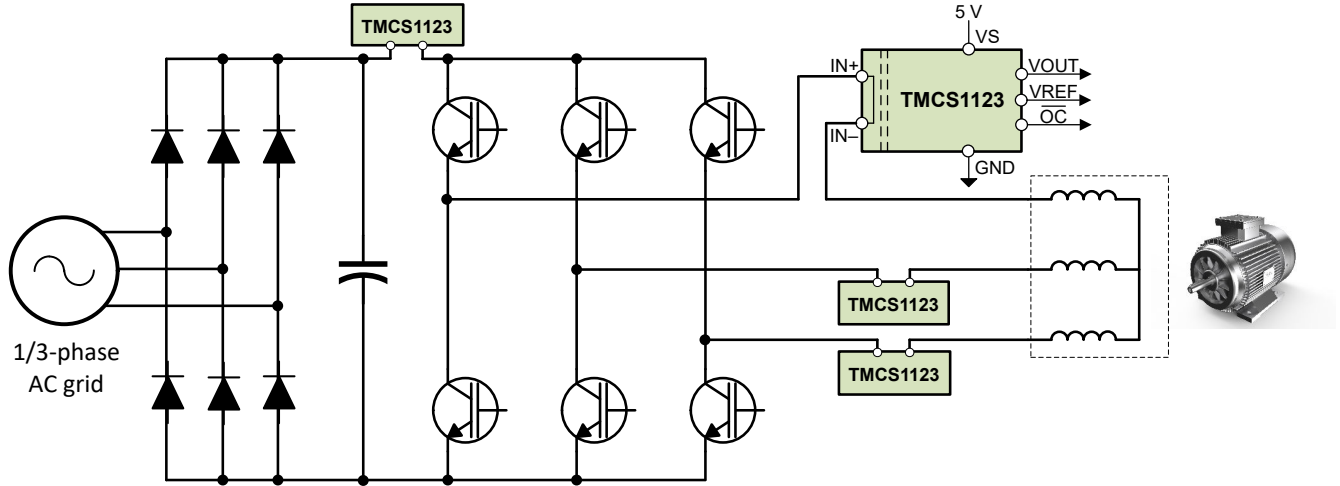 TMCS1123
5 V
VS
IN+
TMCS1123
VOUT
VREF
OC
IN–
GND
TMCS1123
TMCS1123
1/3-phase
AC grid